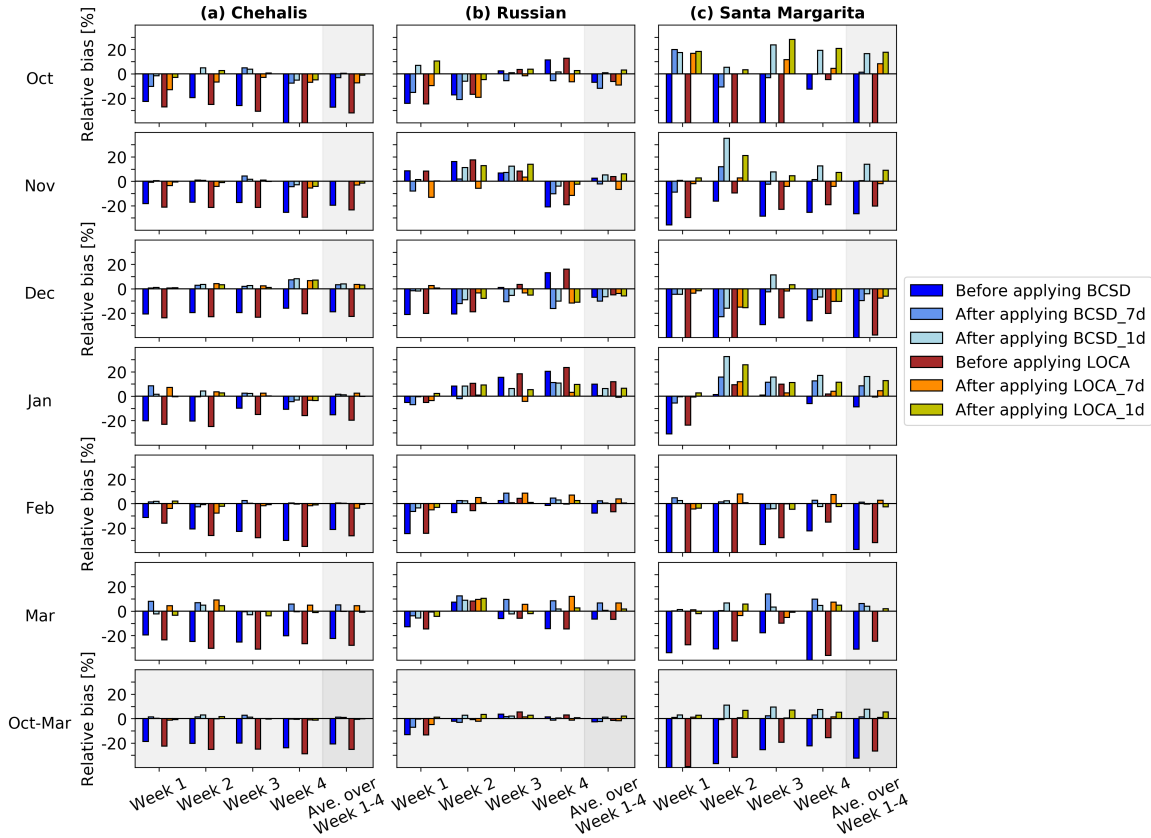 (a) Chehalis (b) Russian (c) Santa Margarita
Oct
Relative bias [%]
20
0
-20
Nov
Relative bias [%]
20
0
-20
Dec
Relative bias [%]
20
0
-20
Jan
Relative bias [%]
20
0
-20
Feb
Relative bias [%]
20
0
-20
Mar
Relative bias [%]
20
0
-20
Oct-Mar
Relative bias [%]
20
0
-20
Week 1 Week 2 Week 3 Week 4 Ave. over
Week 1-4
Week 1 Week 2 Week 3 Week 4 Ave. over
Week 1-4
Week 1 Week 2 Week 3 Week 4 Ave. over
Week 1-4
Before applying BCSD
After applying BCSD_7d
After applying BCSD_1d
Before applying LOCA
After applying LOCA_7d
After applying LOCA_1d